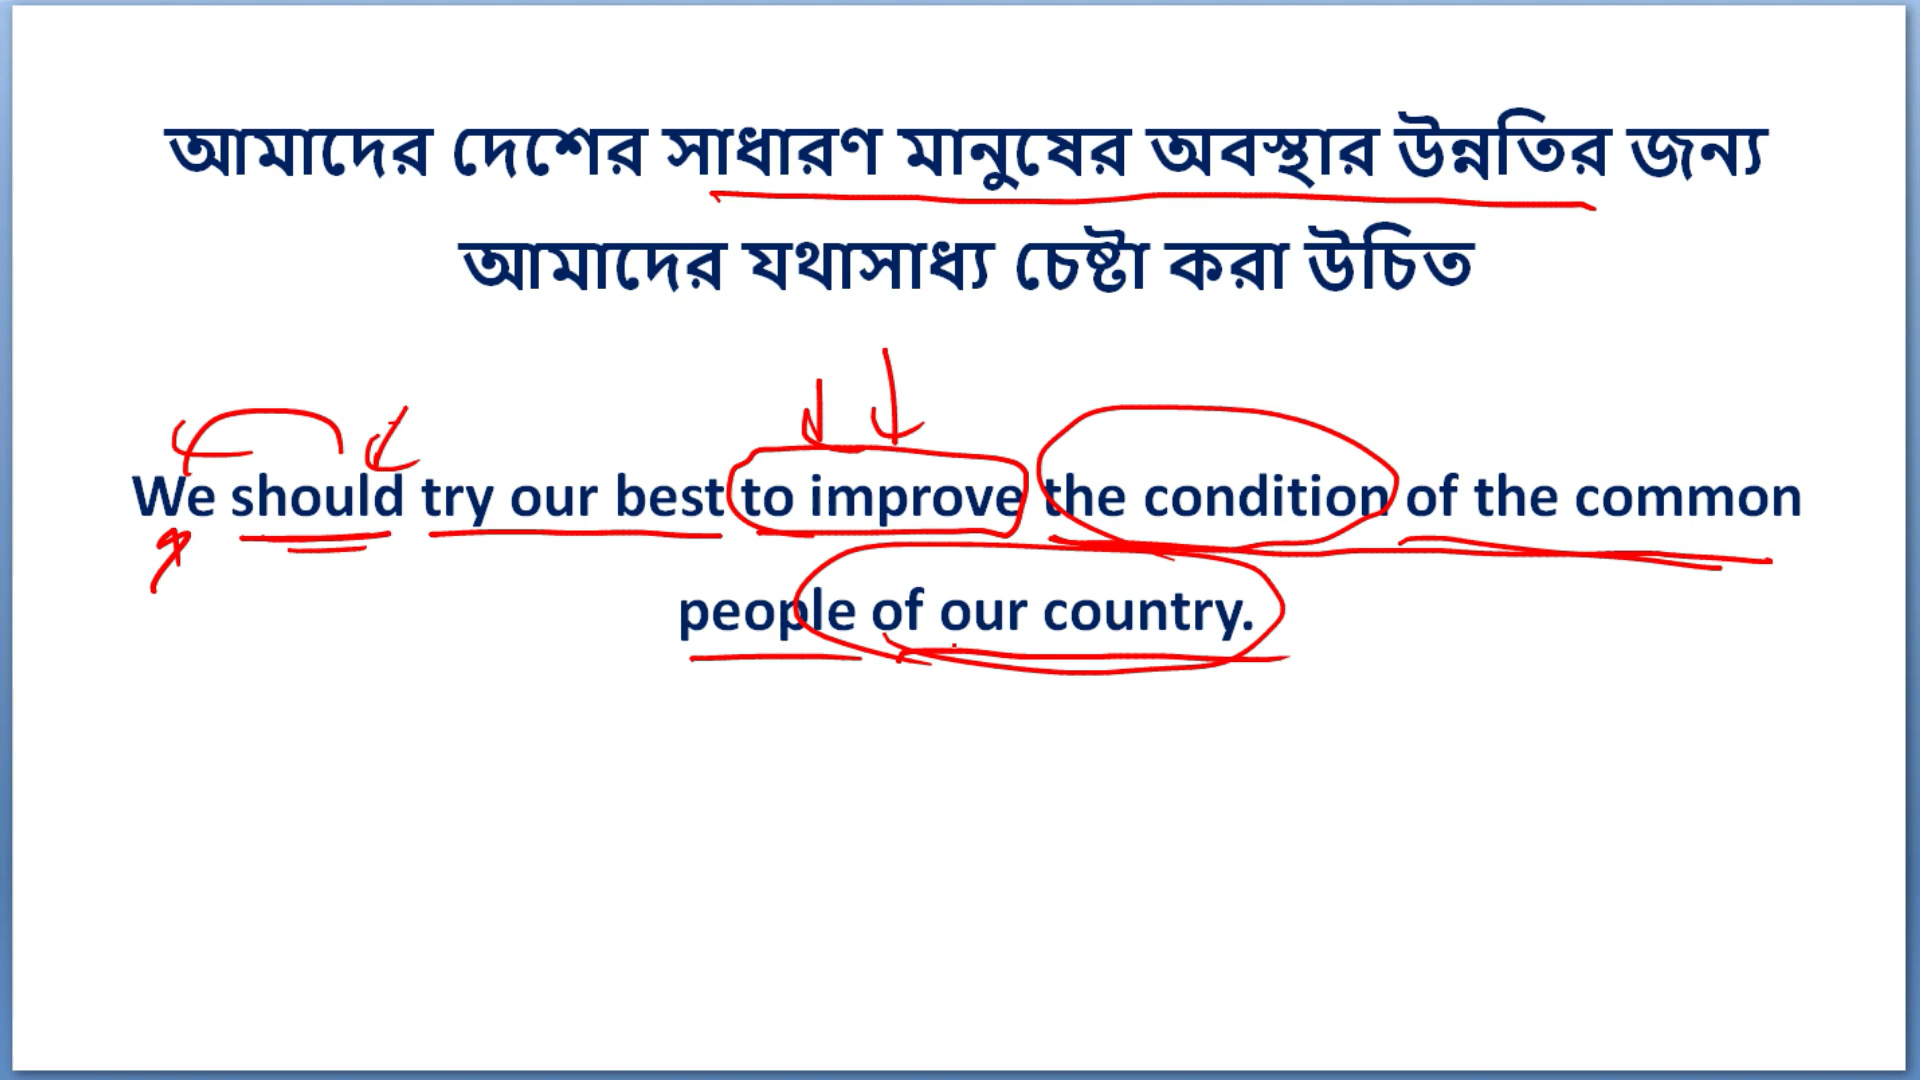 আমাদের দেশের সাধারণ মানুষের অবস্থার উন্নতির জন্য
আমাদের যথাসাধ্য চেষ্টা করা উচিত
We should try our best to improve the condition of the common
people of our country.